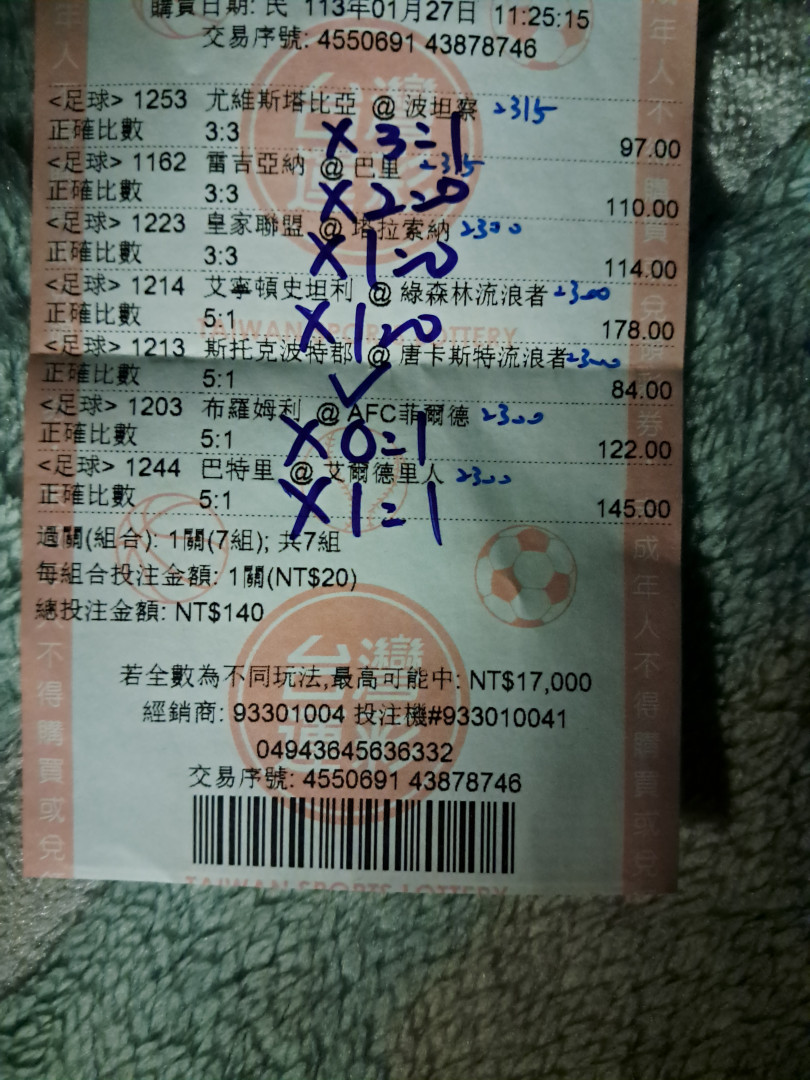 購買日期: 民 113年01月27日 11:25:15
交易序號: 4550691 43878746
<足球> 1253 尤維斯塔比亞 @ 波坦察 2315
正確比數 3:3 X 3=1 97.00
<足球> 1162 雷吉亞納 @ 巴里 2315
正確比數 3:3 X 2=0 110.00
<足球> 1223 皇家聯盟 @ 塔拉索納 2300
正確比數 3:3 X 1=0 114.00
<足球> 1214 艾寧頓史坦利 @ 綠森林流浪者 2300
正確比數 5:1 X 1=0 178.00
<足球> 1213 斯托克波特郡 @ 唐卡斯特流浪者 2300
正確比數 5:1 ✓ 84.00
<足球> 1203 布羅姆利 @ AFC菲爾德 2300
正確比數 5:1 X 0=1 122.00
<足球> 1244 巴特里 @ 艾爾德里人 2300
正確比數 5:1 X 1=1 145.00
過關(組合): 1關(7組); 共7組
每組合投注金額: 1關(NT$20)
總投注金額: NT$140
若全數為不同玩法,最高可能中: NT$17,000
經銷商: 93301004 投注機#933010041
04943645636332
交易序號: 4550691 43878746
TAIWAN SPORTS LOTTERY